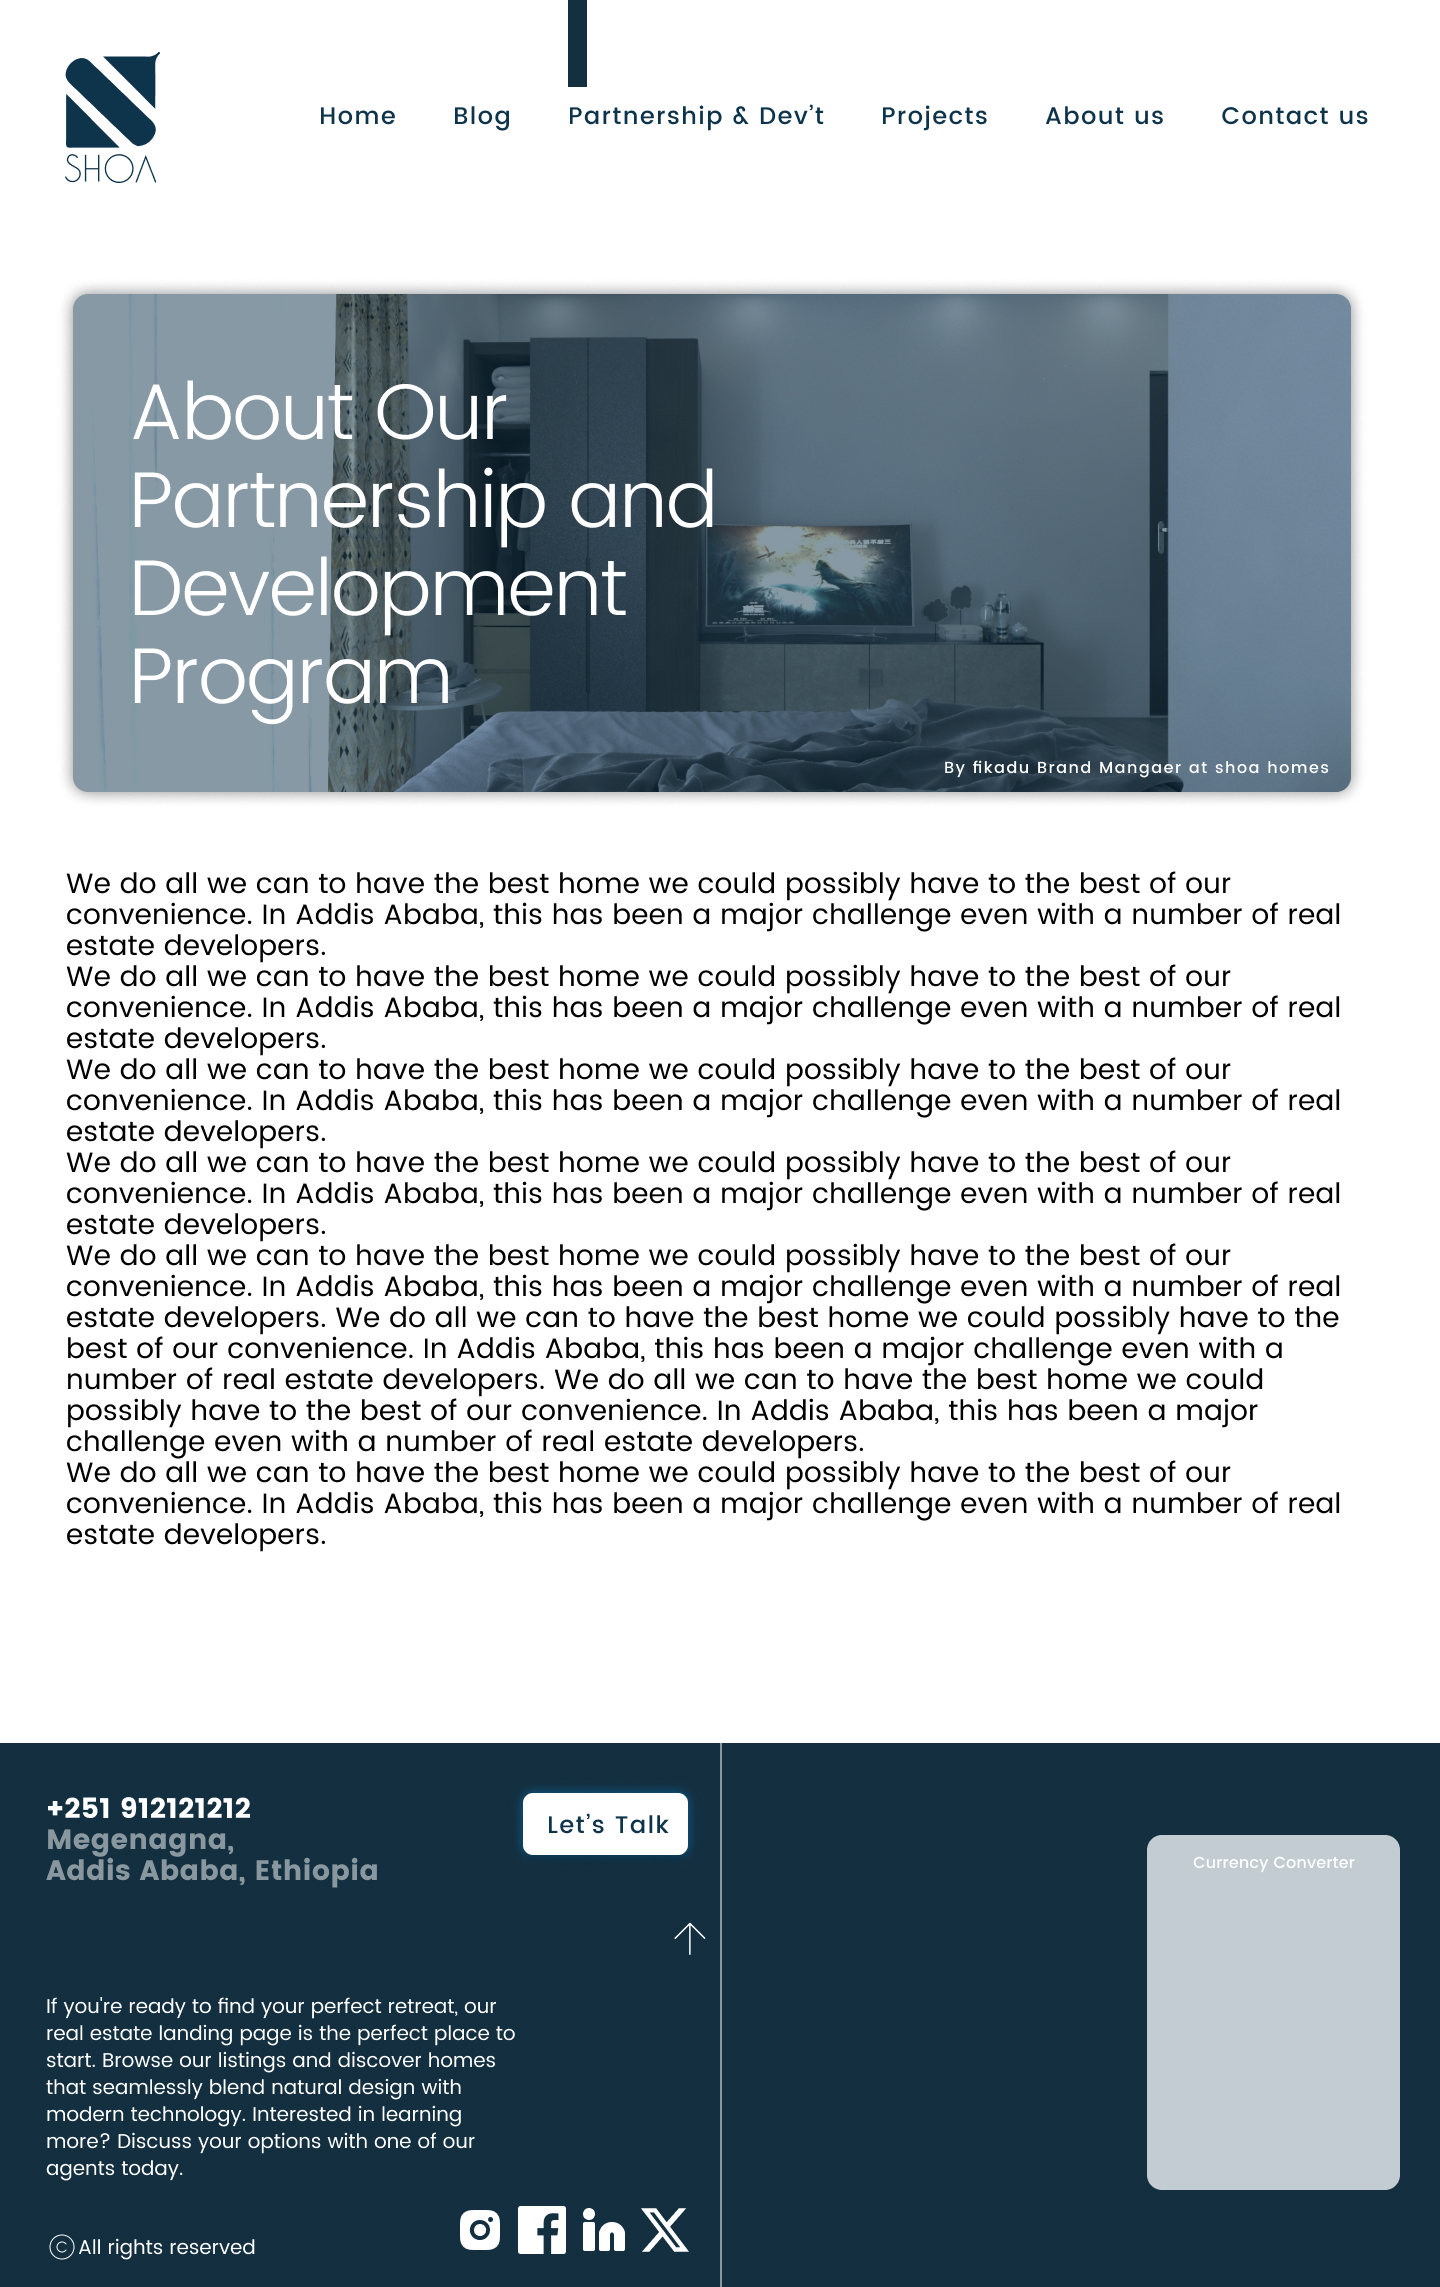 SHOA
Home Blog Partnership & Dev’t Projects About us Contact us
About Our
Partnership and
Development
Program
By fikadu Brand Mangaer at shoa homes
We do all we can to have the best home we could possibly have to the best of our
convenience. In Addis Ababa, this has been a major challenge even with a number of real
estate developers.
We do all we can to have the best home we could possibly have to the best of our
convenience. In Addis Ababa, this has been a major challenge even with a number of real
estate developers.
We do all we can to have the best home we could possibly have to the best of our
convenience. In Addis Ababa, this has been a major challenge even with a number of real
estate developers.
We do all we can to have the best home we could possibly have to the best of our
convenience. In Addis Ababa, this has been a major challenge even with a number of real
estate developers.
We do all we can to have the best home we could possibly have to the best of our
convenience. In Addis Ababa, this has been a major challenge even with a number of real
estate developers. We do all we can to have the best home we could possibly have to the
best of our convenience. In Addis Ababa, this has been a major challenge even with a
number of real estate developers. We do all we can to have the best home we could
possibly have to the best of our convenience. In Addis Ababa, this has been a major
challenge even with a number of real estate developers.
We do all we can to have the best home we could possibly have to the best of our
convenience. In Addis Ababa, this has been a major challenge even with a number of real
estate developers.
+251 912121212
Megenagna,
Addis Ababa, Ethiopia
Let’s Talk
If you're ready to find your perfect retreat, our
real estate landing page is the perfect place to
start. Browse our listings and discover homes
that seamlessly blend natural design with
modern technology. Interested in learning
more? Discuss your options with one of our
agents today.
©All rights reserved
Currency Converter